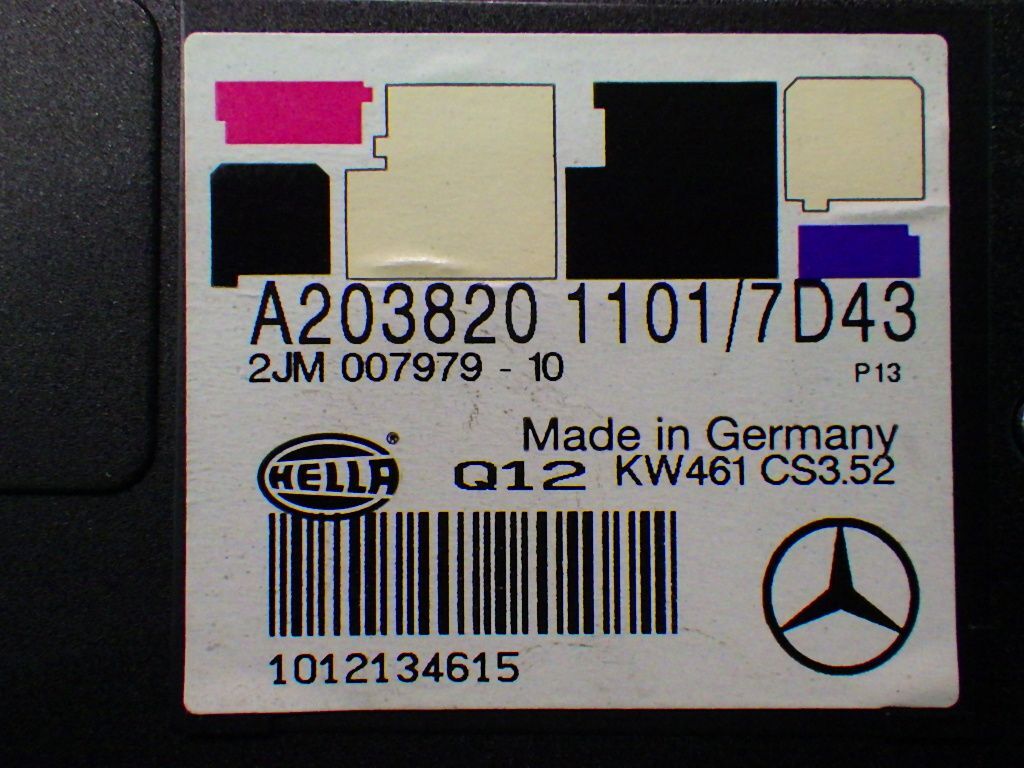 A203820 1101/7D43
2JM 007979 - 10 P13
Made in Germany
HELLA ® Q12 KW461 CS3.52
1012134615